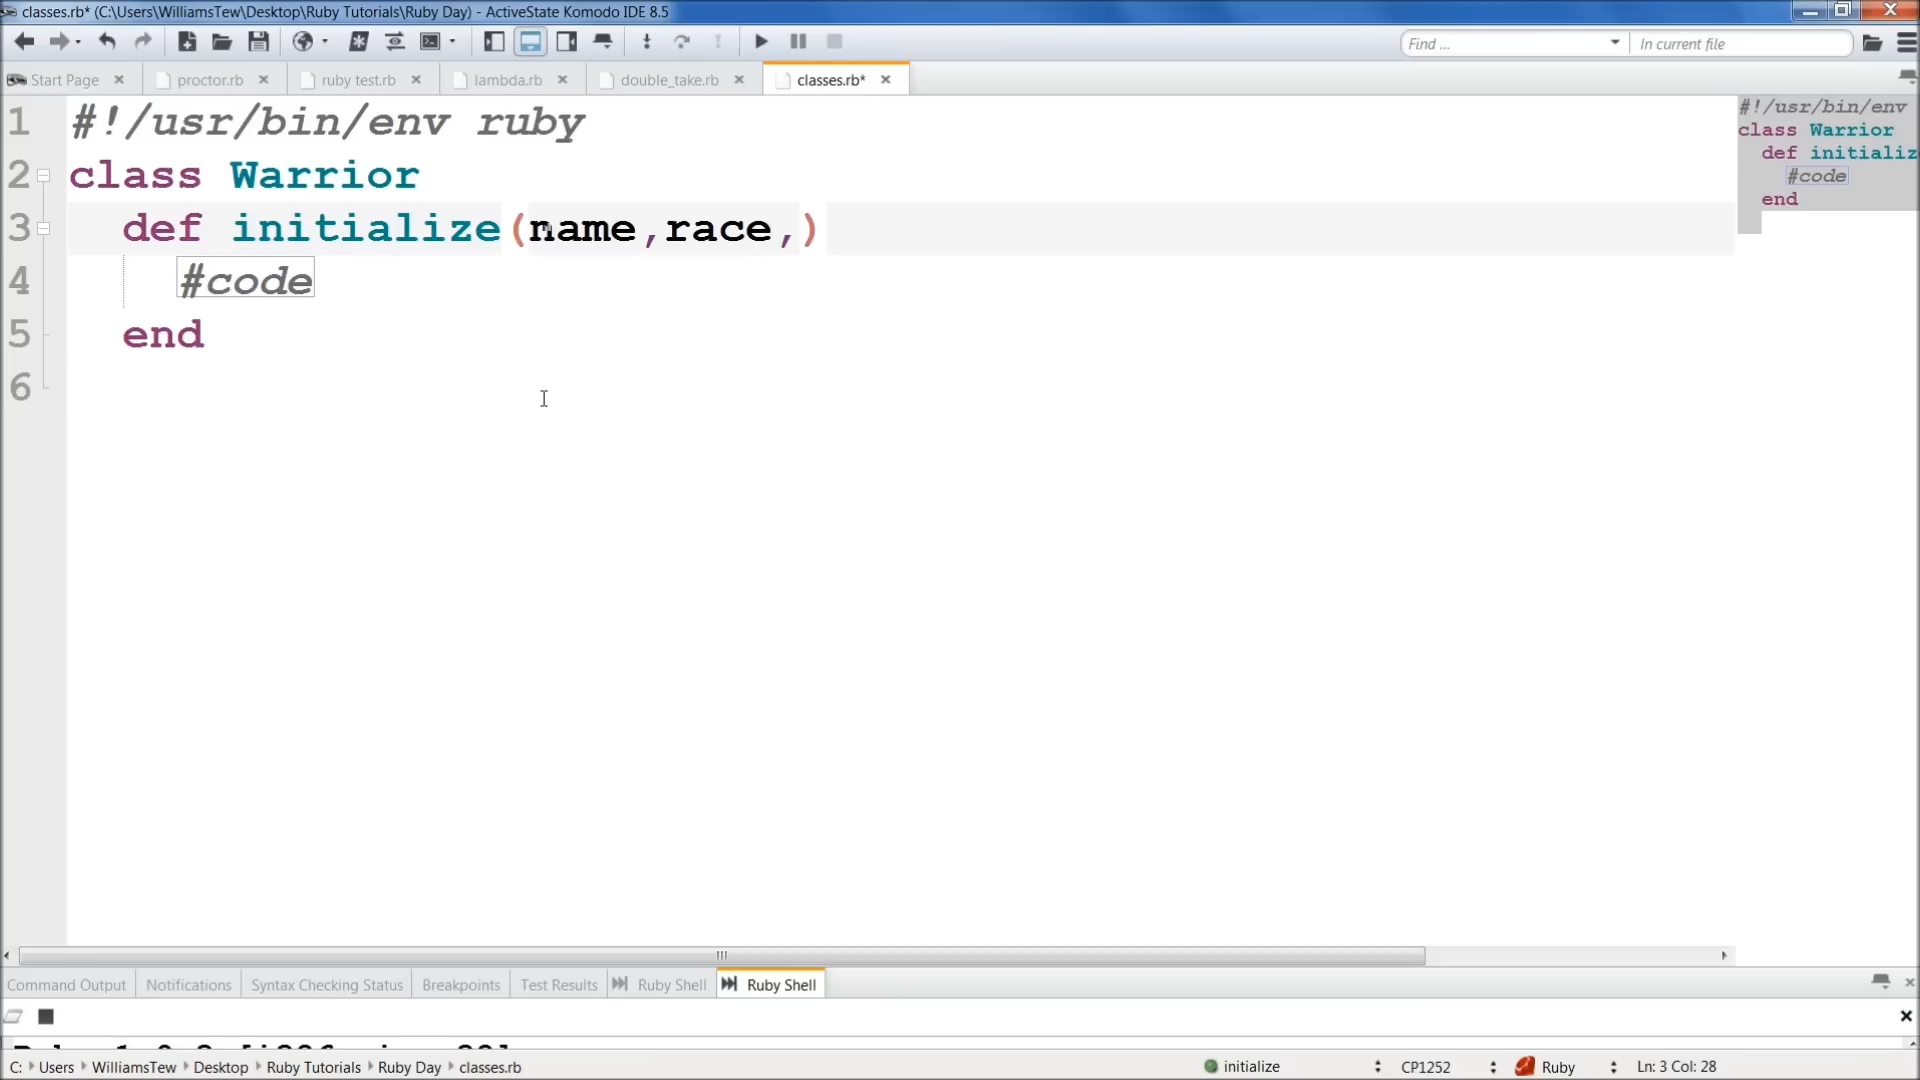 classes.rb* (C:\Users\WilliamsTew\Desktop\Ruby Tutorials\Ruby Day) - ActiveState Komodo IDE 8.5
Find ...
In current file
Start Page
proctor.rb
ruby test.rb
lambda.rb
double_take.rb
classes.rb*
1 #!/usr/bin/env ruby
2 class Warrior
3 def initialize(name,race,)
4 #code
5 end
6
#!/usr/bin/env
class Warrior
def initializ
#code
end
Command Output
Notifications
Syntax Checking Status
Breakpoints
Test Results
Ruby Shell
Ruby Shell
C: Users WilliamsTew Desktop Ruby Tutorials Ruby Day classes.rb
initialize
CP1252
Ruby
Ln: 3 Col: 28